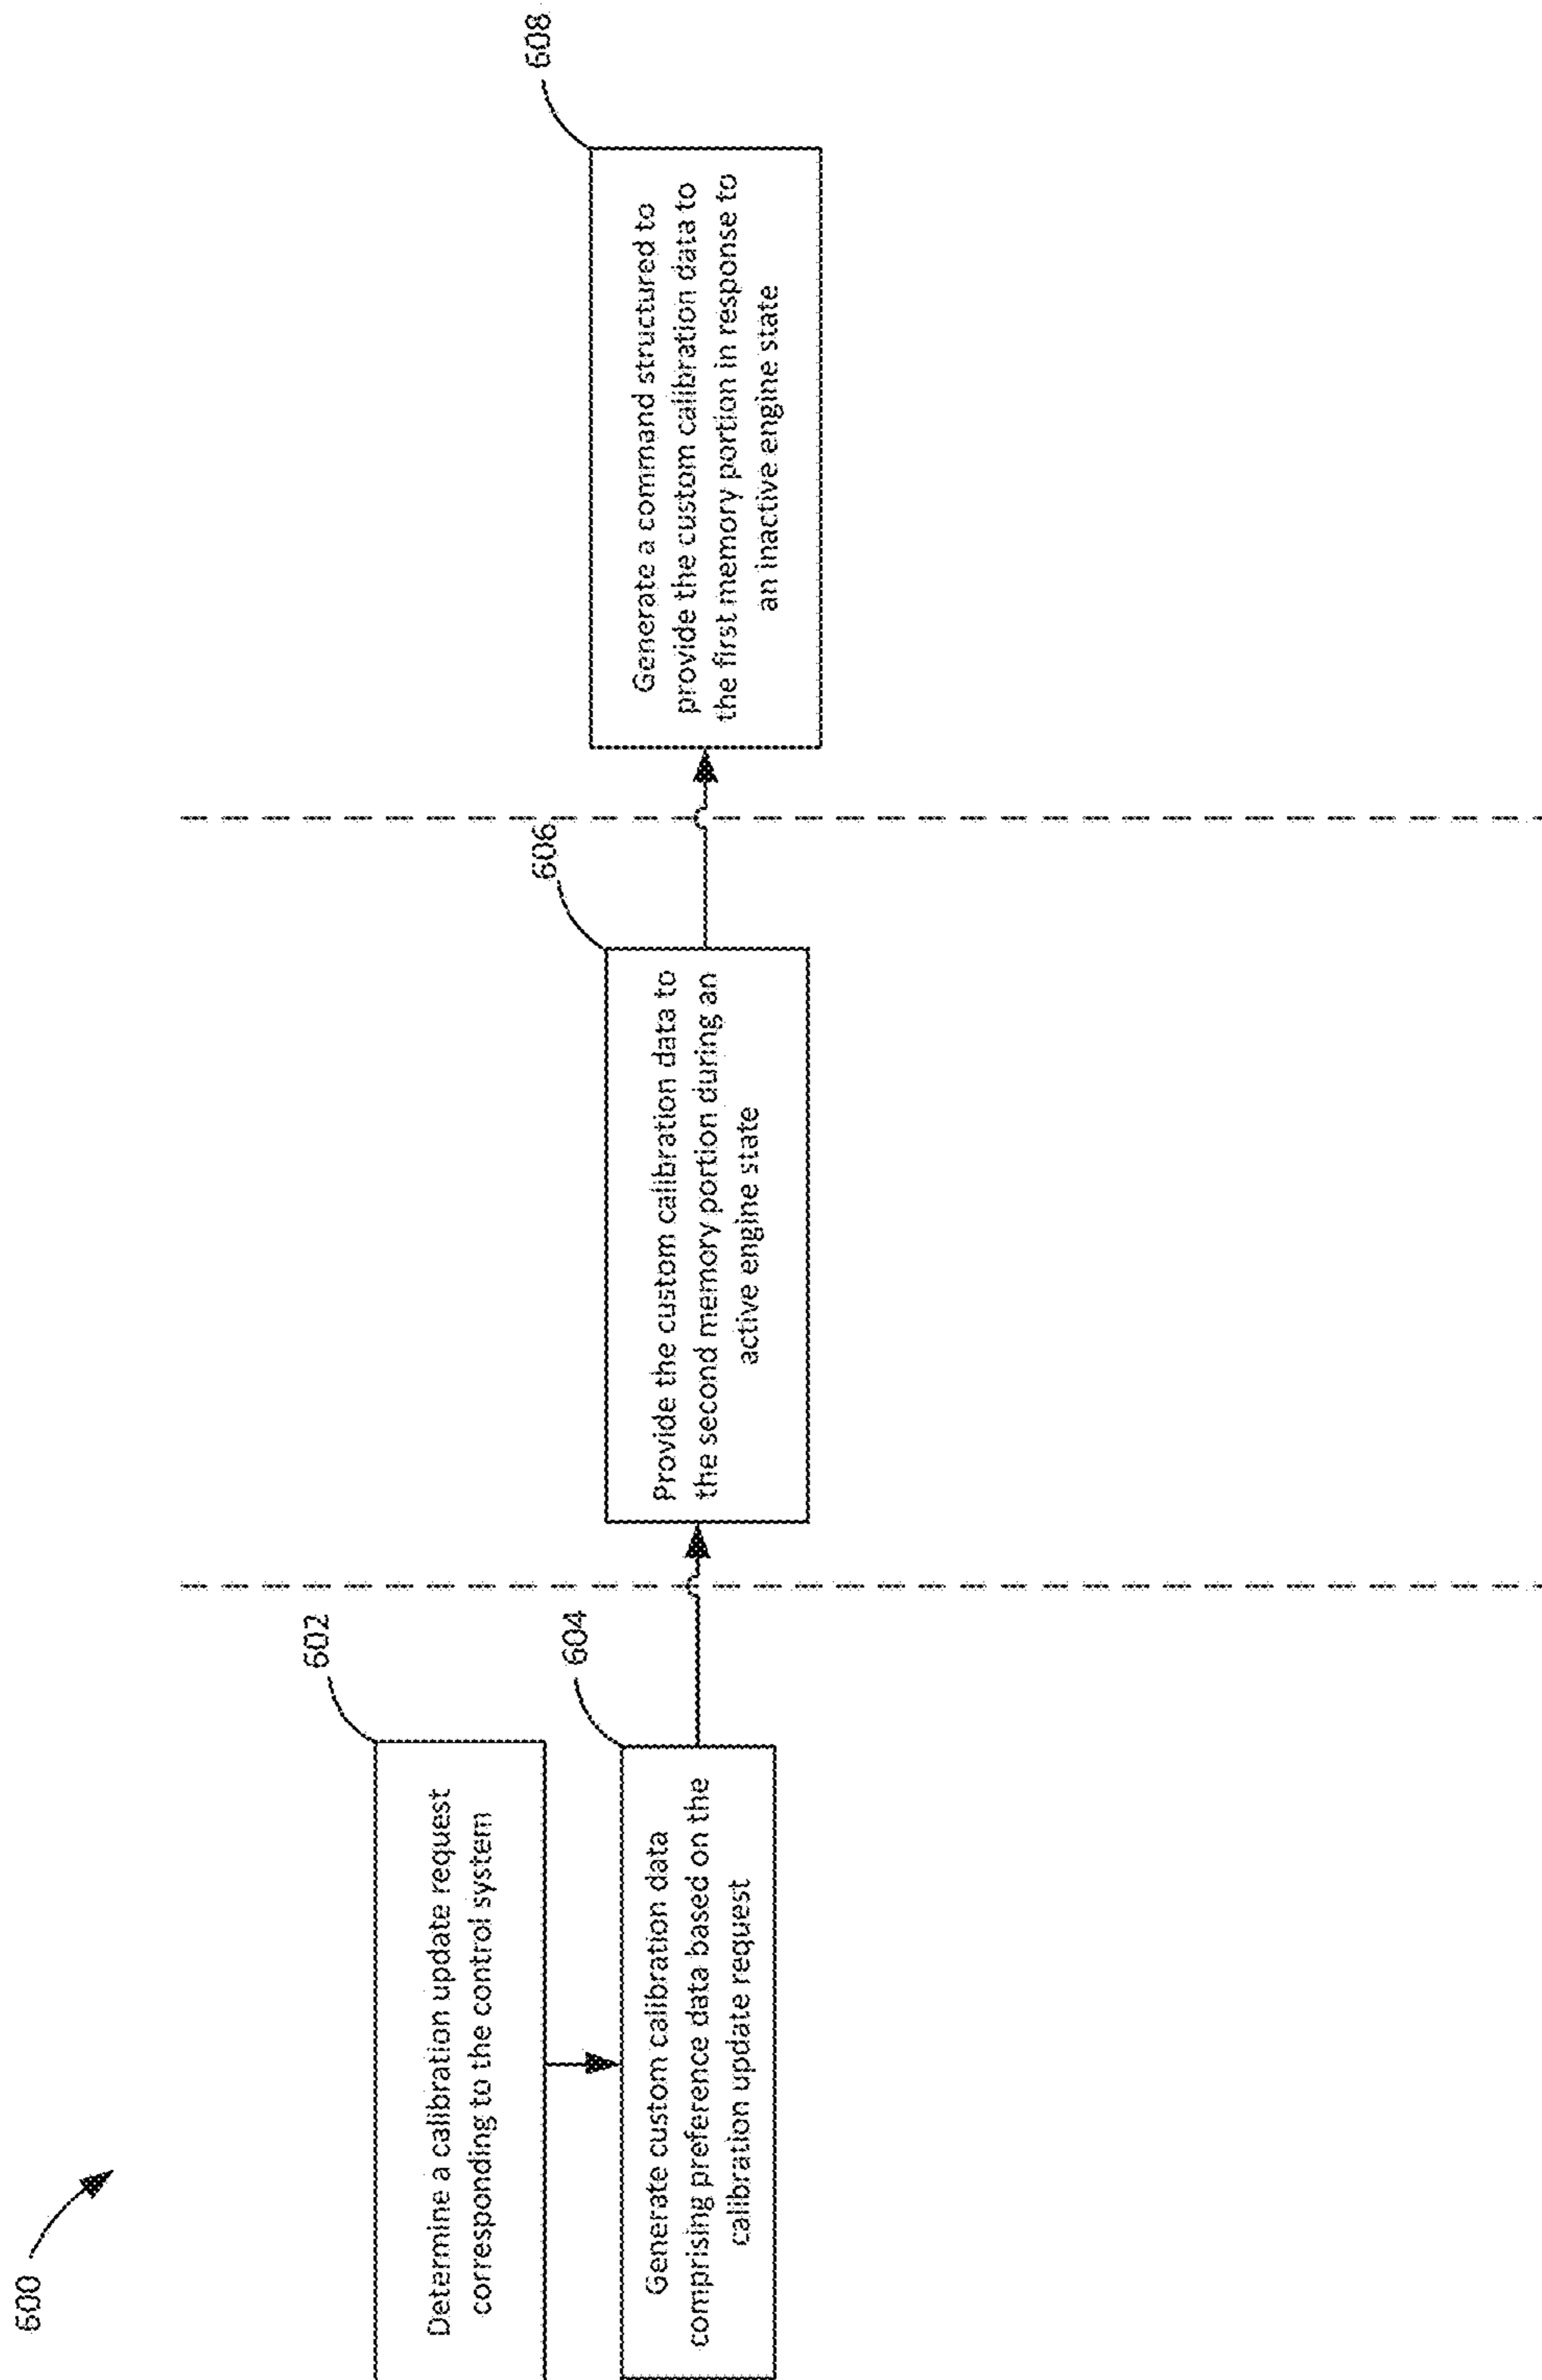 600
602
Determine a calibration update request
corresponding to the control system
604
Generate custom calibration data
comprising preference data based on the
calibration update request
606
Provide the custom calibration data to
the second memory portion during an
active engine state
608
Generate a command structured to
provide the custom calibration data to
the first memory portion in response to
an inactive engine state